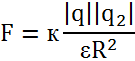 F = κ |q||q₂| / εR²